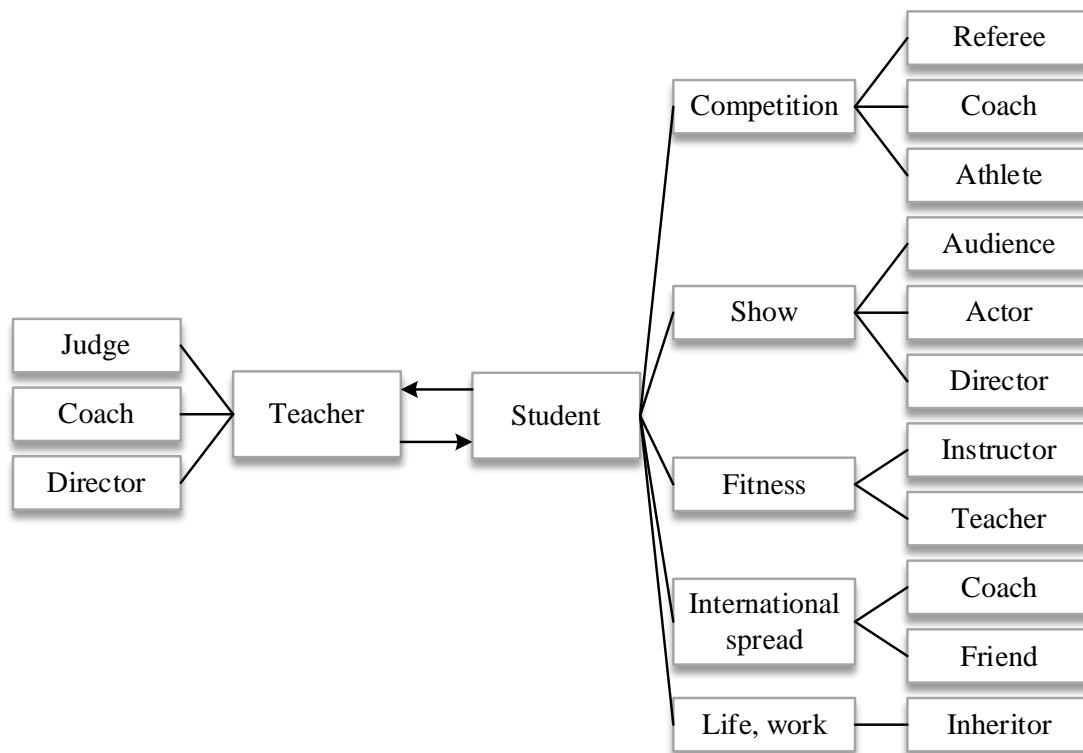 Judge
Coach
Director
Teacher
Student
Competition
Referee
Coach
Athlete
Show
Audience
Actor
Director
Fitness
Instructor
Teacher
International
spread
Coach
Friend
Life, work
Inheritor